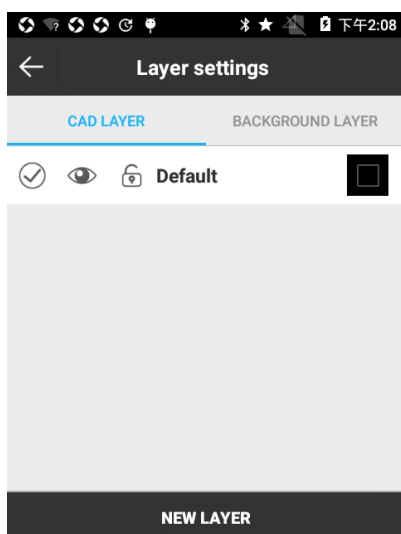 下午2:08
Layer settings
CAD LAYER BACKGROUND LAYER
Default
NEW LAYER